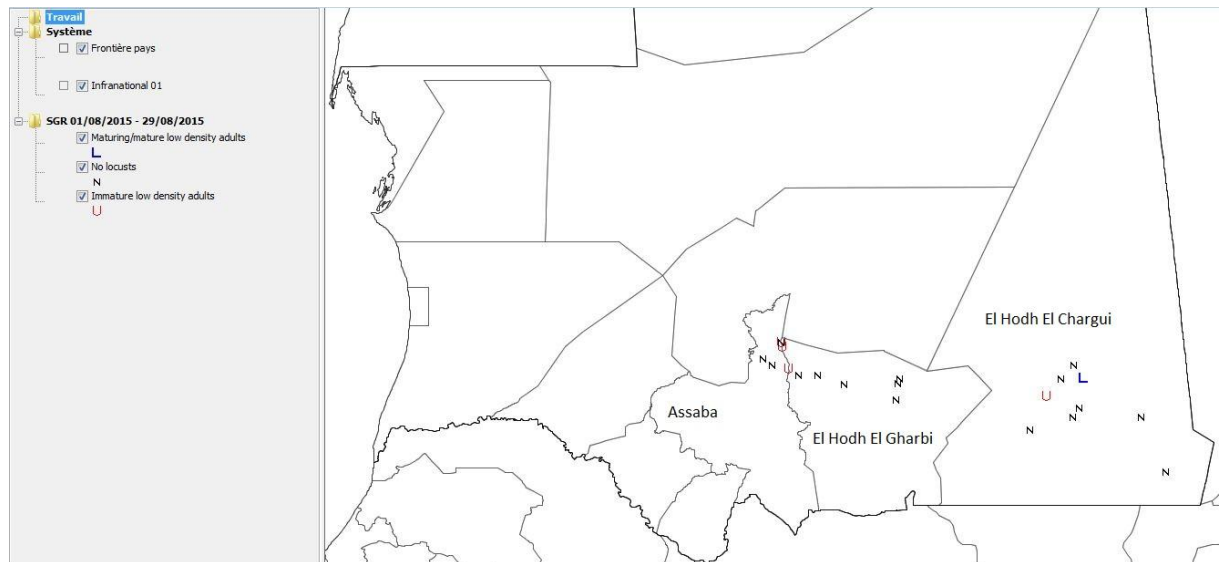 Travail
Système
Frontière pays
Infranational 01
SGR 01/08/2015 - 29/08/2015
Maturing/mature low density adults
L
No locusts
N
Immature low density adults
U
El Hodh El Chargui
N
U
N
N
U
N
N
N
N
N
N
N
N
L
U
N
N
N
N
Assaba
El Hodh El Gharbi
N
N